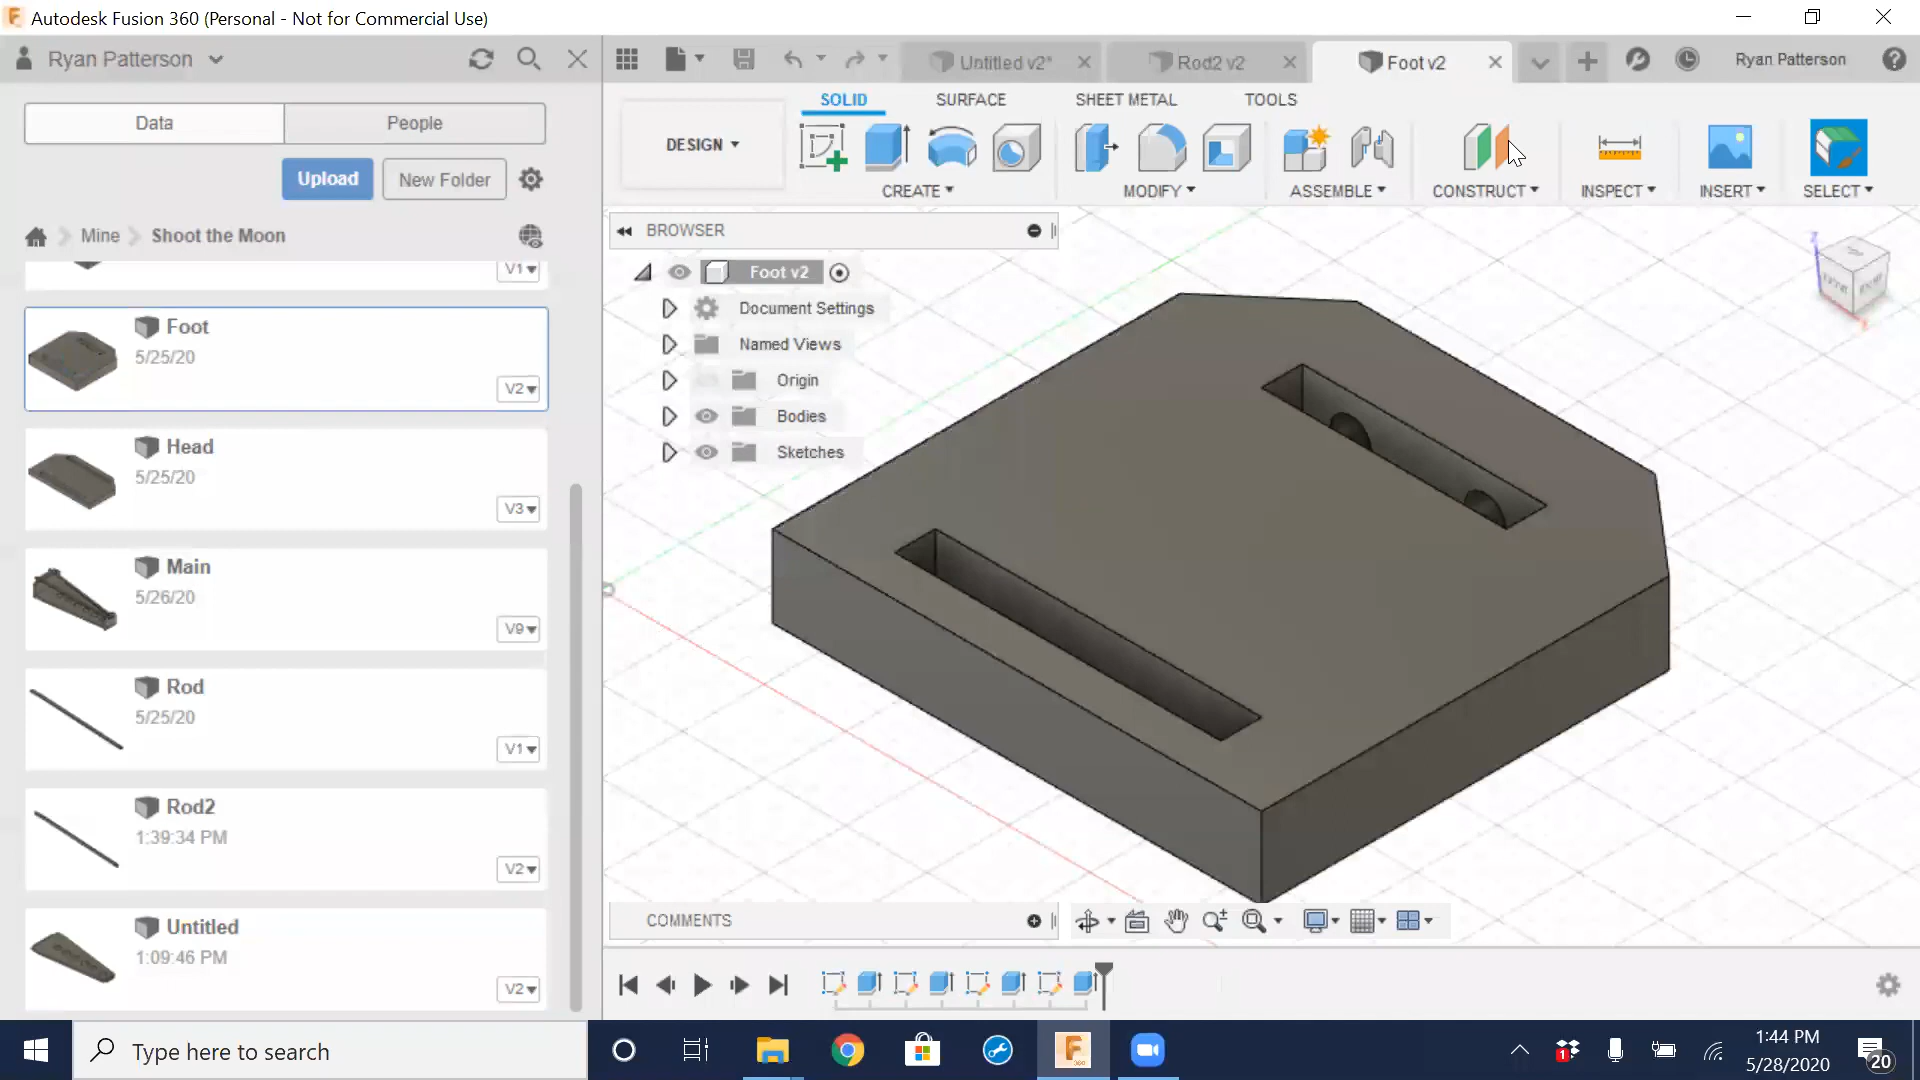 Autodesk Fusion 360 (Personal - Not for Commercial Use)
Ryan Patterson
Untitled v2*
Rod2 v2
Foot v2
Ryan Patterson
Data
People
Upload
New Folder
Mine
Shoot the Moon
DESIGN
SOLID
SURFACE
SHEET METAL
TOOLS
CREATE
MODIFY
ASSEMBLE
CONSTRUCT
INSPECT
INSERT
SELECT
BROWSER
Foot v2
Document Settings
Named Views
Origin
Bodies
Sketches
V1
Foot
5/25/20
V2
Head
5/25/20
V3
Main
5/26/20
V9
Rod
5/25/20
V1
Rod2
1:39:34 PM
V2
Untitled
1:09:46 PM
V2
COMMENTS
Type here to search
1
1:44 PM
5/28/2020
20